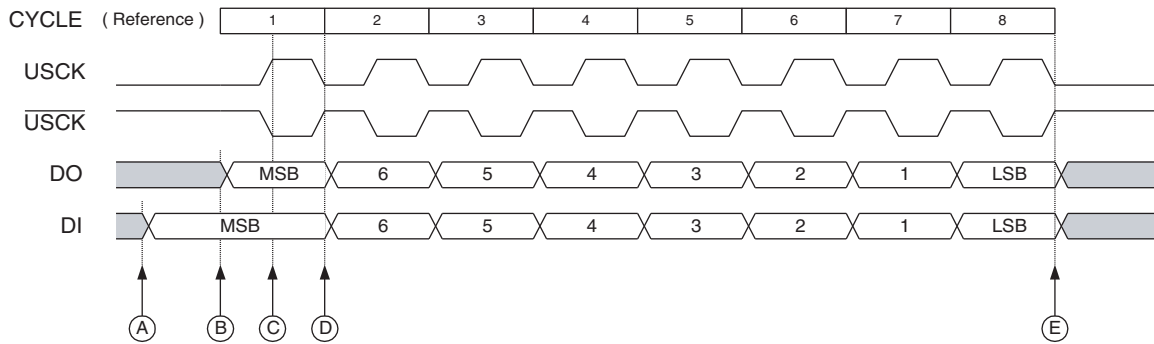 CYCLE ( Reference ) 1 2 3 4 5 6 7 8
USCK
USCK
DO MSB 6 5 4 3 2 1 LSB
DI MSB 6 5 4 3 2 1 LSB
A B C D E